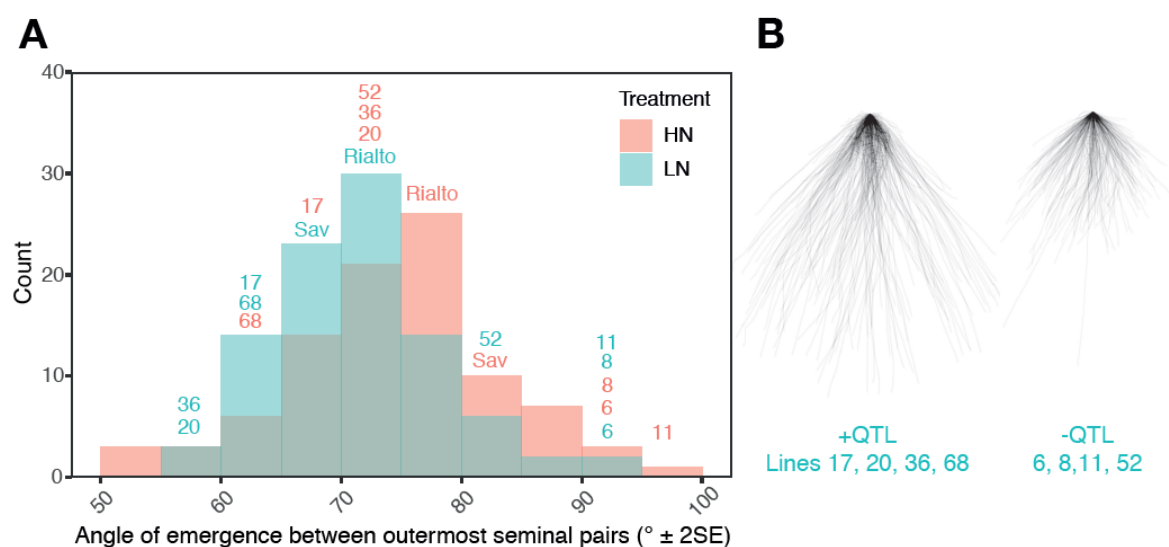 A
B
40
30
20
10
0
Count
52
36
20
Rialto
17
Sav
Rialto
17
68
68
52
Sav
36
20
11
8
8
6
6
11
Treatment
HN
LN
50
60
70
80
90
100
Angle of emergence between outermost seminal pairs (° ± 2SE)
+QTL
Lines 17, 20, 36, 68
-QTL
6, 8,11, 52